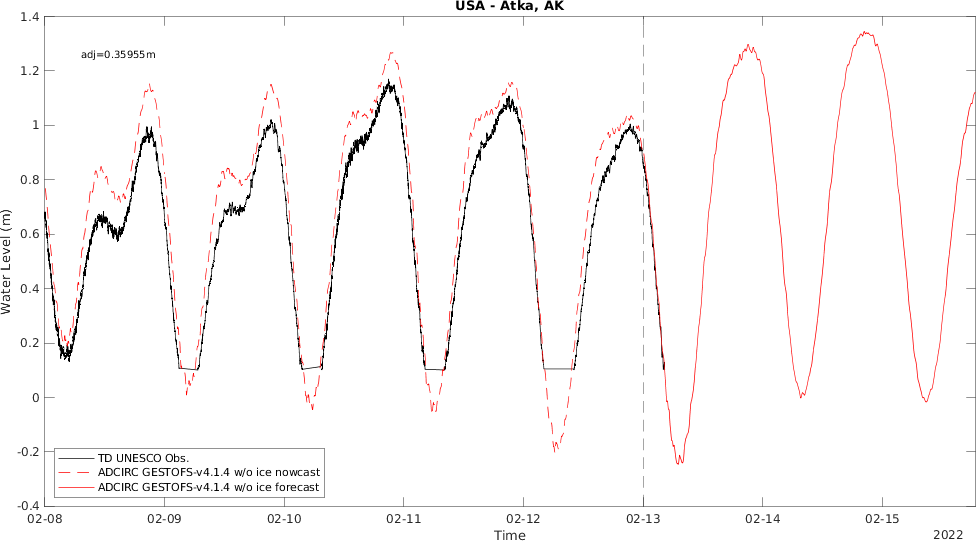 USA - Atka, AK
adj=0.35955m
1.4
1.2
1
0.8
0.6
0.4
0.2
0
-0.2
-0.4
Water Level (m)
TD UNESCO Obs.
ADCIRC GESTOFS-v4.1.4 w/o ice nowcast
ADCIRC GESTOFS-v4.1.4 w/o ice forecast
02-08 02-09 02-10 02-11 02-12 02-13 02-14 02-15
Time
2022